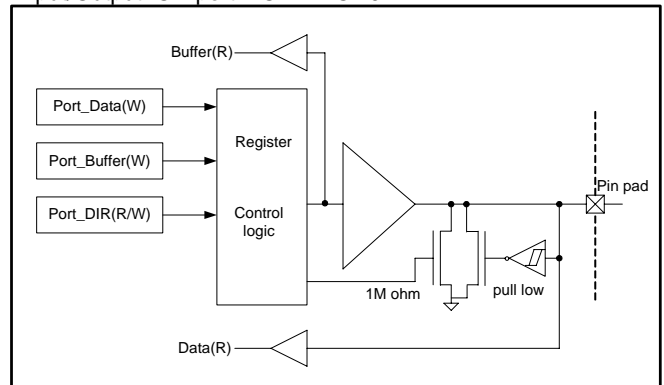 Buffer(R)
Port_Data(W)
Port_Buffer(W)
Port_DIR(R/W)
Register
Control
logic
Pin pad
1M ohm
pull low
Data(R)